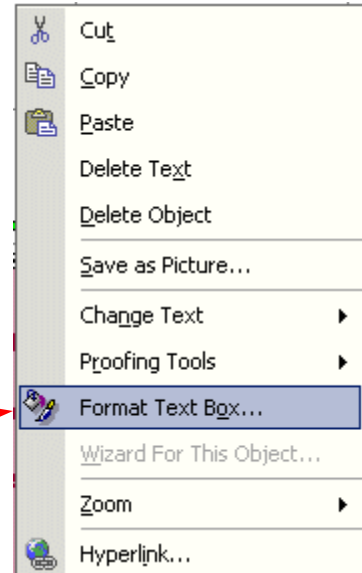 Cut
Copy
Paste
Delete Text
Delete Object
Save as Picture...
Change Text
Proofing Tools
Format Text Box...
Wizard For This Object...
Zoom
Hyperlink...